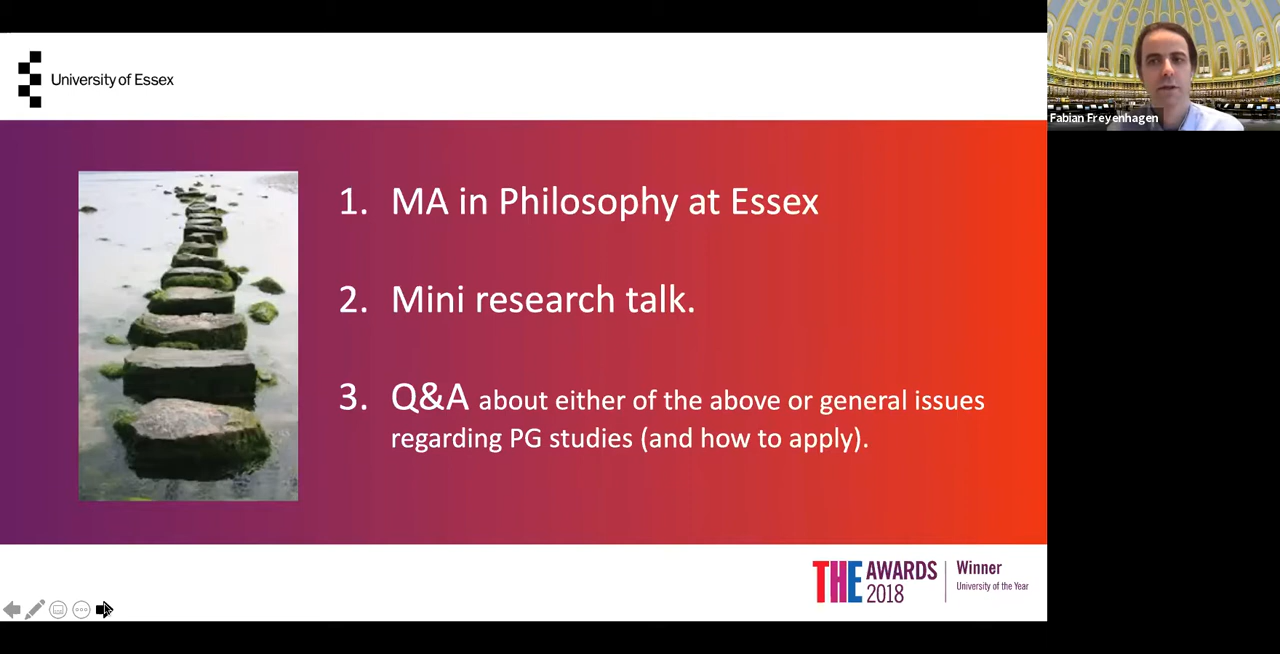 University of Essex
Fabian Freyenhagen
1. MA in Philosophy at Essex
2. Mini research talk.
3. Q&A about either of the above or general issues
regarding PG studies (and how to apply).
THE AWARDS
2018
Winner
University of the Year